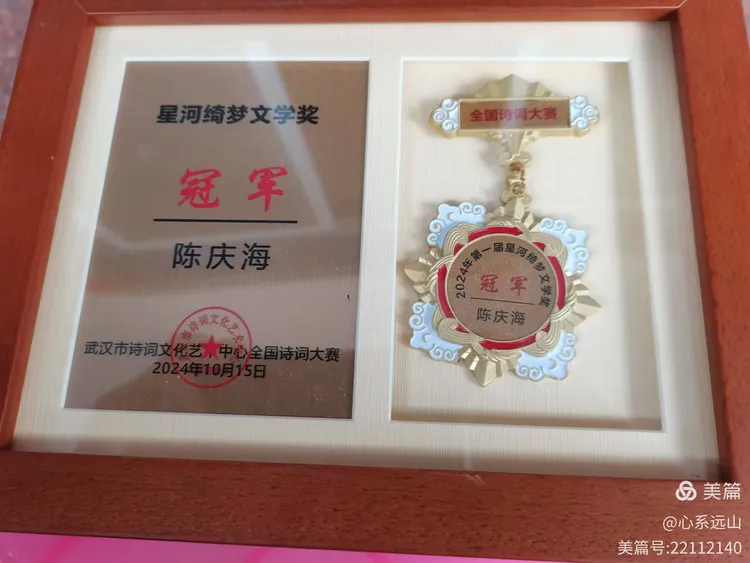 星河绮梦文学奖
冠军
陈庆海
武汉市诗词文化艺术中心全国诗词大赛
2024年10月15日
全国诗词大赛
2024年第一届星河绮梦文学奖
冠军
陈庆海
美篇
@心系远山
美篇号:22112140